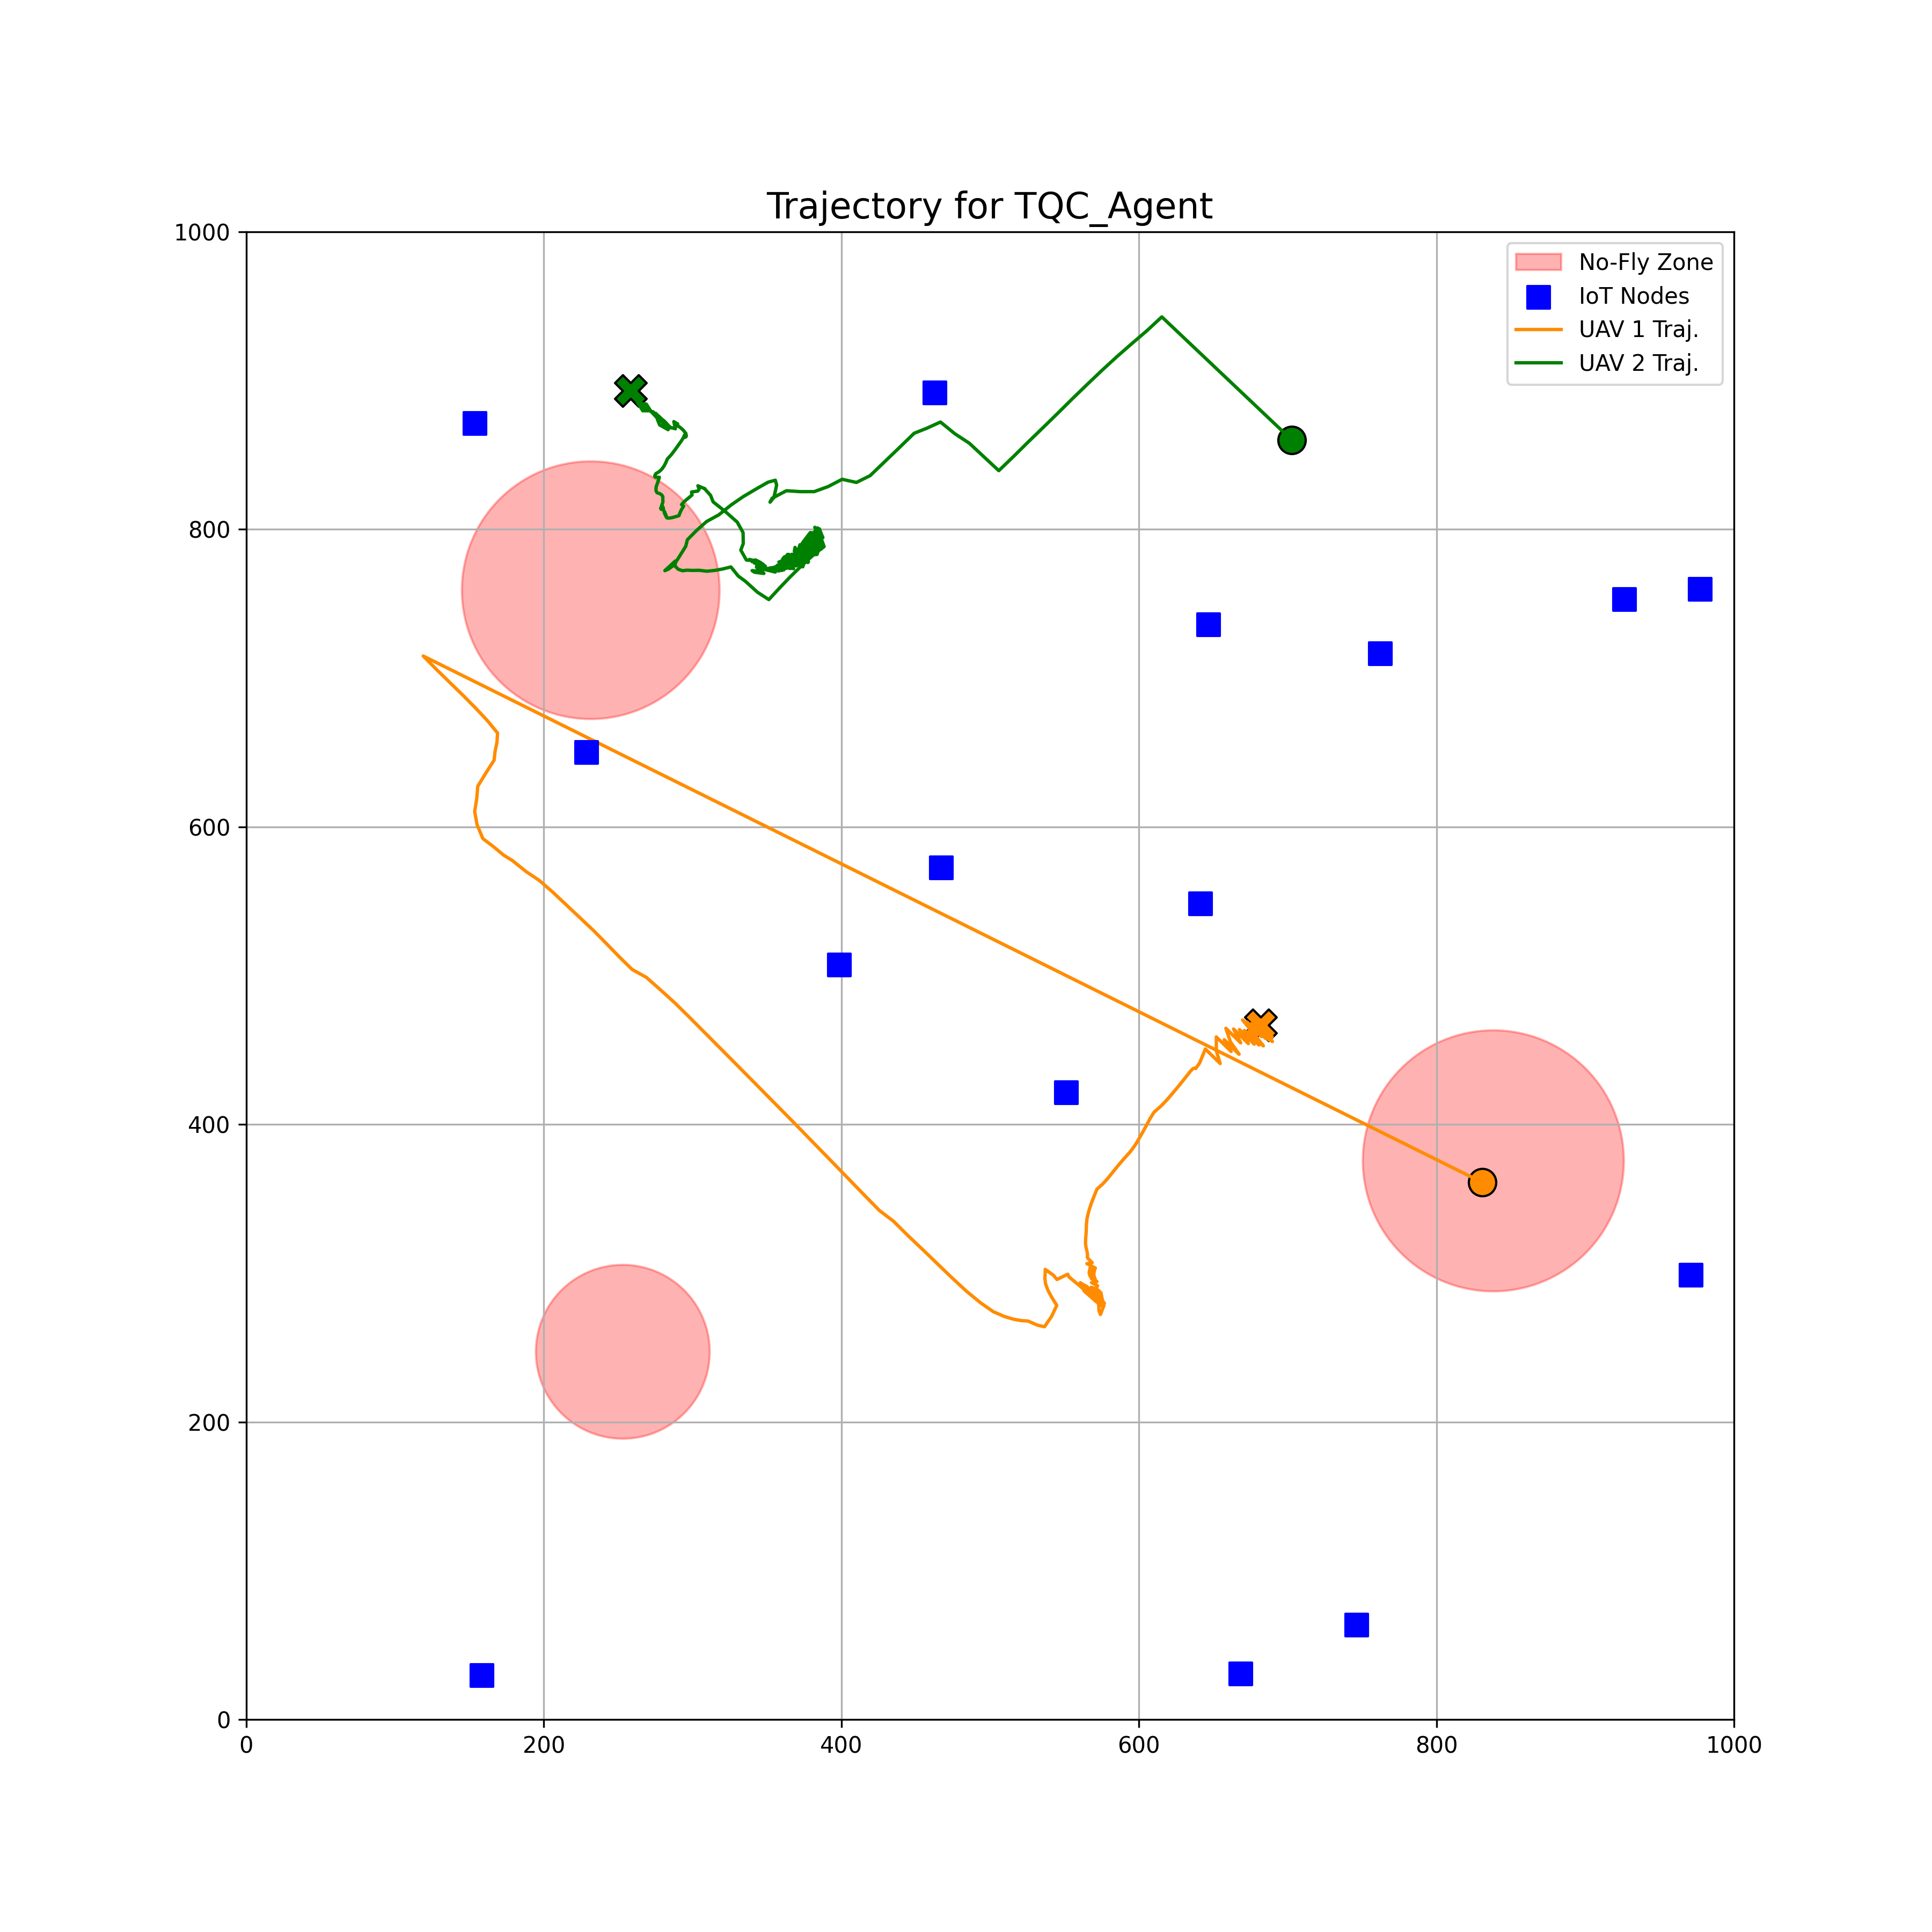 Trajectory for TQC_Agent
No-Fly Zone
IoT Nodes
UAV 1 Traj.
UAV 2 Traj.
1000
800
600
400
200
0
0 200 400 600 800 1000